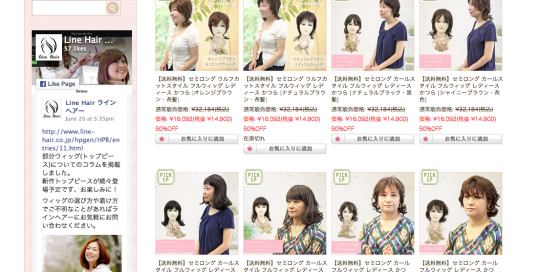 Line Hair ...
57 likes
Line Hair
Like Page
Line Hair ライン
ヘアー
June 20 at 5:35pm
http://www.line-
hair.co.jp/hpgen/HPB/en
tries/11.html
部分ウィッグ(トップピー
ス)についてのコラムを掲載
しました。
新作トップピースが続々登
場予定です。お楽しみに！
ウィッグの選び方や着け方
でご不明なことがあればラ
インヘアーにお気軽にお問
い合わせください。
【送料無料】セミロング ウルフカ
ットスタイル フルウィッグ レデ
ィース かつら [オレンジブラウ
ン・吞髪]
通常販売価格: ￥32,184(税込)
価格: ￥16,092(税抜 ￥14,900)
50%OFF
お気に入りに追加
【送料無料】セミロング ウルフカ
ットスタイル フルウィッグ レデ
ィース かつら [ナチュラルブラウ
通常販売価格: ￥32,184(税込)
価格: ￥16,092(税抜 ￥14,900)
50%OFF
在庫切れ
お気に入りに追加
【送料無料】セミロング カールス
タイル フルウィッグ レディース
かつら [ナチュラルブラック・黒
髪]
通常販売価格: ￥32,184(税込)
価格: ￥16,092(税抜 ￥14,900)
50%OFF
お気に入りに追加
【送料無料】セミロング カールス
タイル フルウィッグ レディース
かつら [シャイニーブラウン・茶
色]
通常販売価格: ￥32,184(税込)
価格: ￥16,092(税抜 ￥14,900)
50%OFF
お気に入りに追加
PICK UP
PICK UP
PICK UP
PICK UP
【送料無料】セミロング カールス
タイル フルウィッグ レディース
【送料無料】セミロング カールス
タイル フルウィッグ レディース
【送料無料】セミロング カール
フルウィッグ レディース かつ
【送料無料】セミロング カール
フルウィッグ レディース かつ